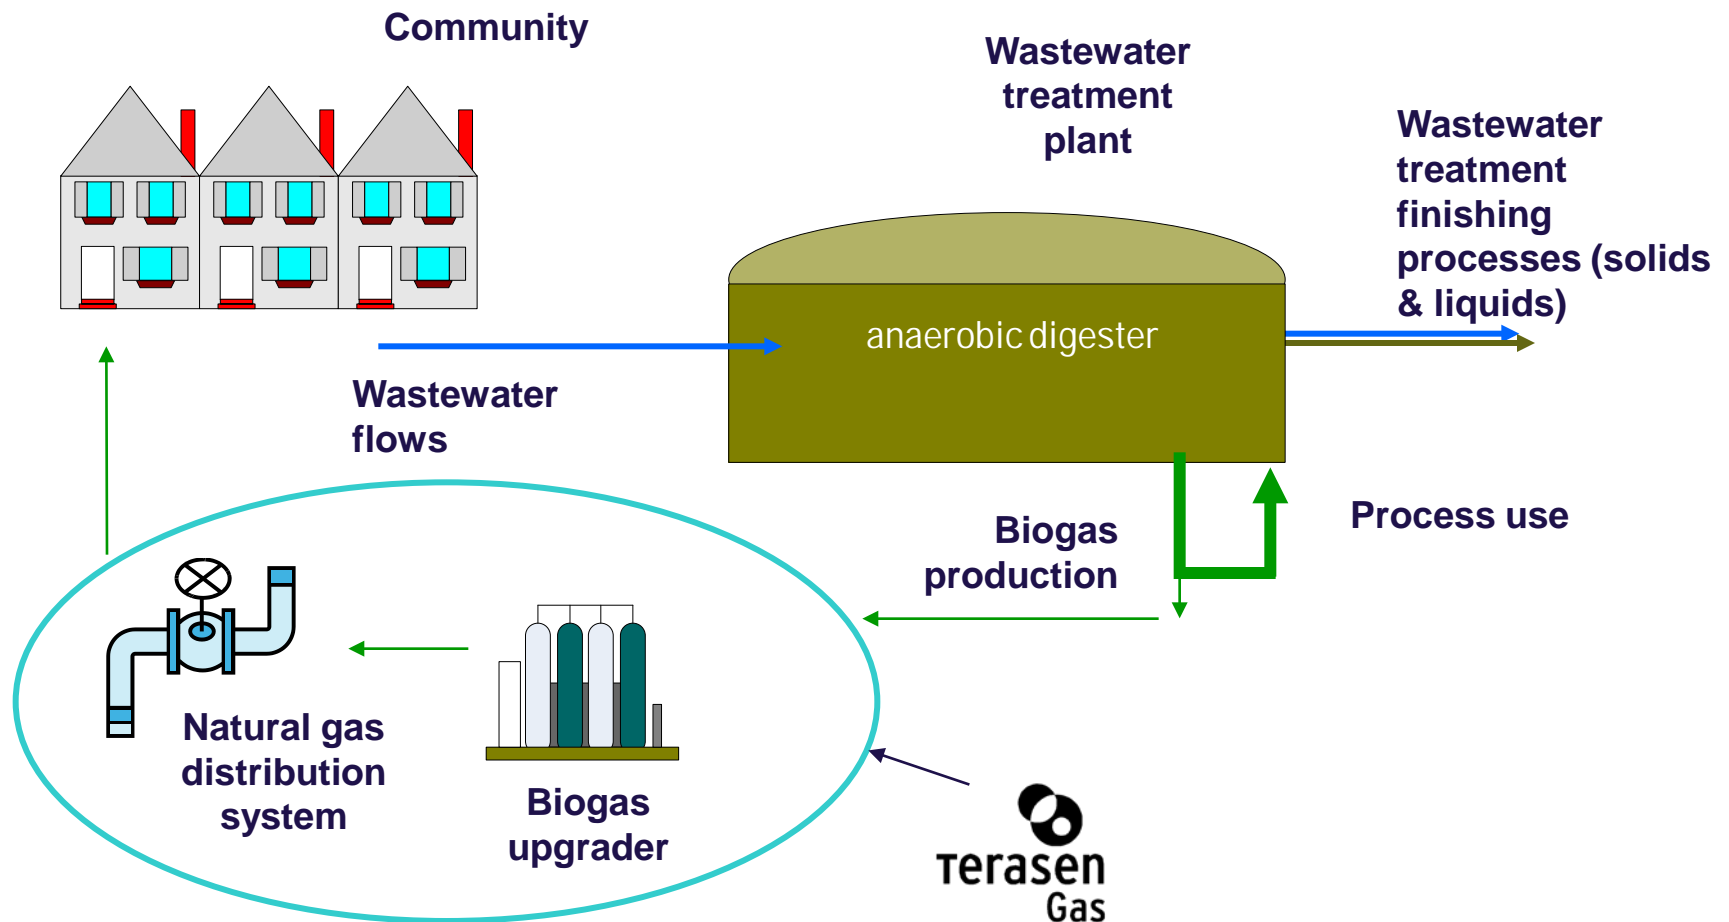 Community
Wastewater
treatment
plant
Wastewater
treatment
finishing
processes (solids
& liquids)
anaerobic digester
Wastewater
flows
Process use
Biogas
production
Natural gas
distribution
system
Biogas
upgrader
Terasen
Gas